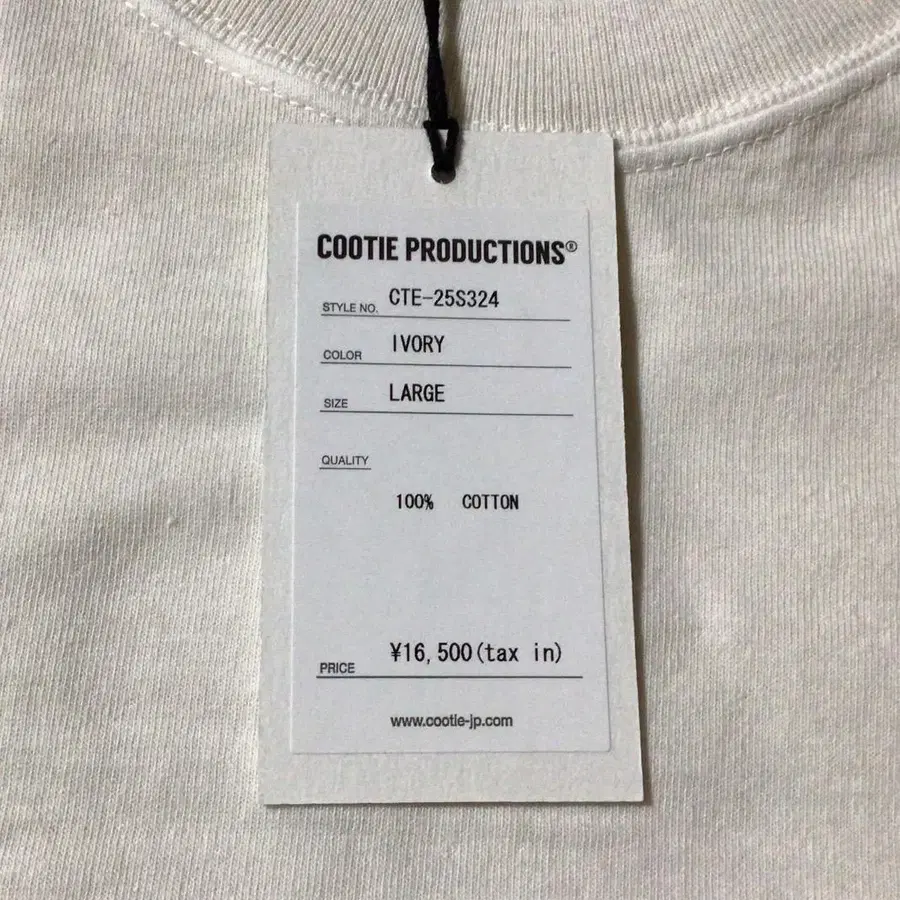 COOTIE PRODUCTIONS®
STYLE NO. CTE-25S324
COLOR IVORY
SIZE LARGE
QUALITY
100% COTTON
PRICE ¥16,500(tax in)
www.cootie-jp.com